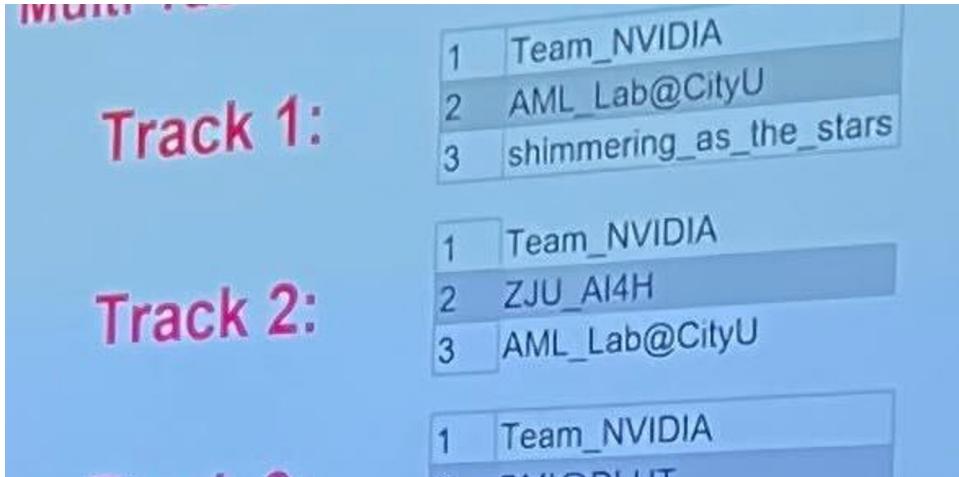 Track 1:
1 Team_NVIDIA
2 AML_Lab@CityU
3 shimmering_as_the_stars
Track 2:
1 Team_NVIDIA
2 ZJU_AI4H
3 AML_Lab@CityU
1 Team_NVIDIA